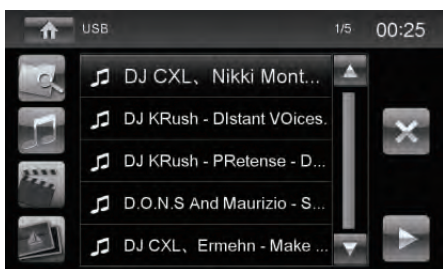 USB 1/5 00:25
DJ CXL、Nikki Mont...
DJ KRush - DIstant VOices.
DJ KRush - PRetense - D...
D.O.N.S And Maurizio - S...
DJ CXL、Ermehn - Make ...